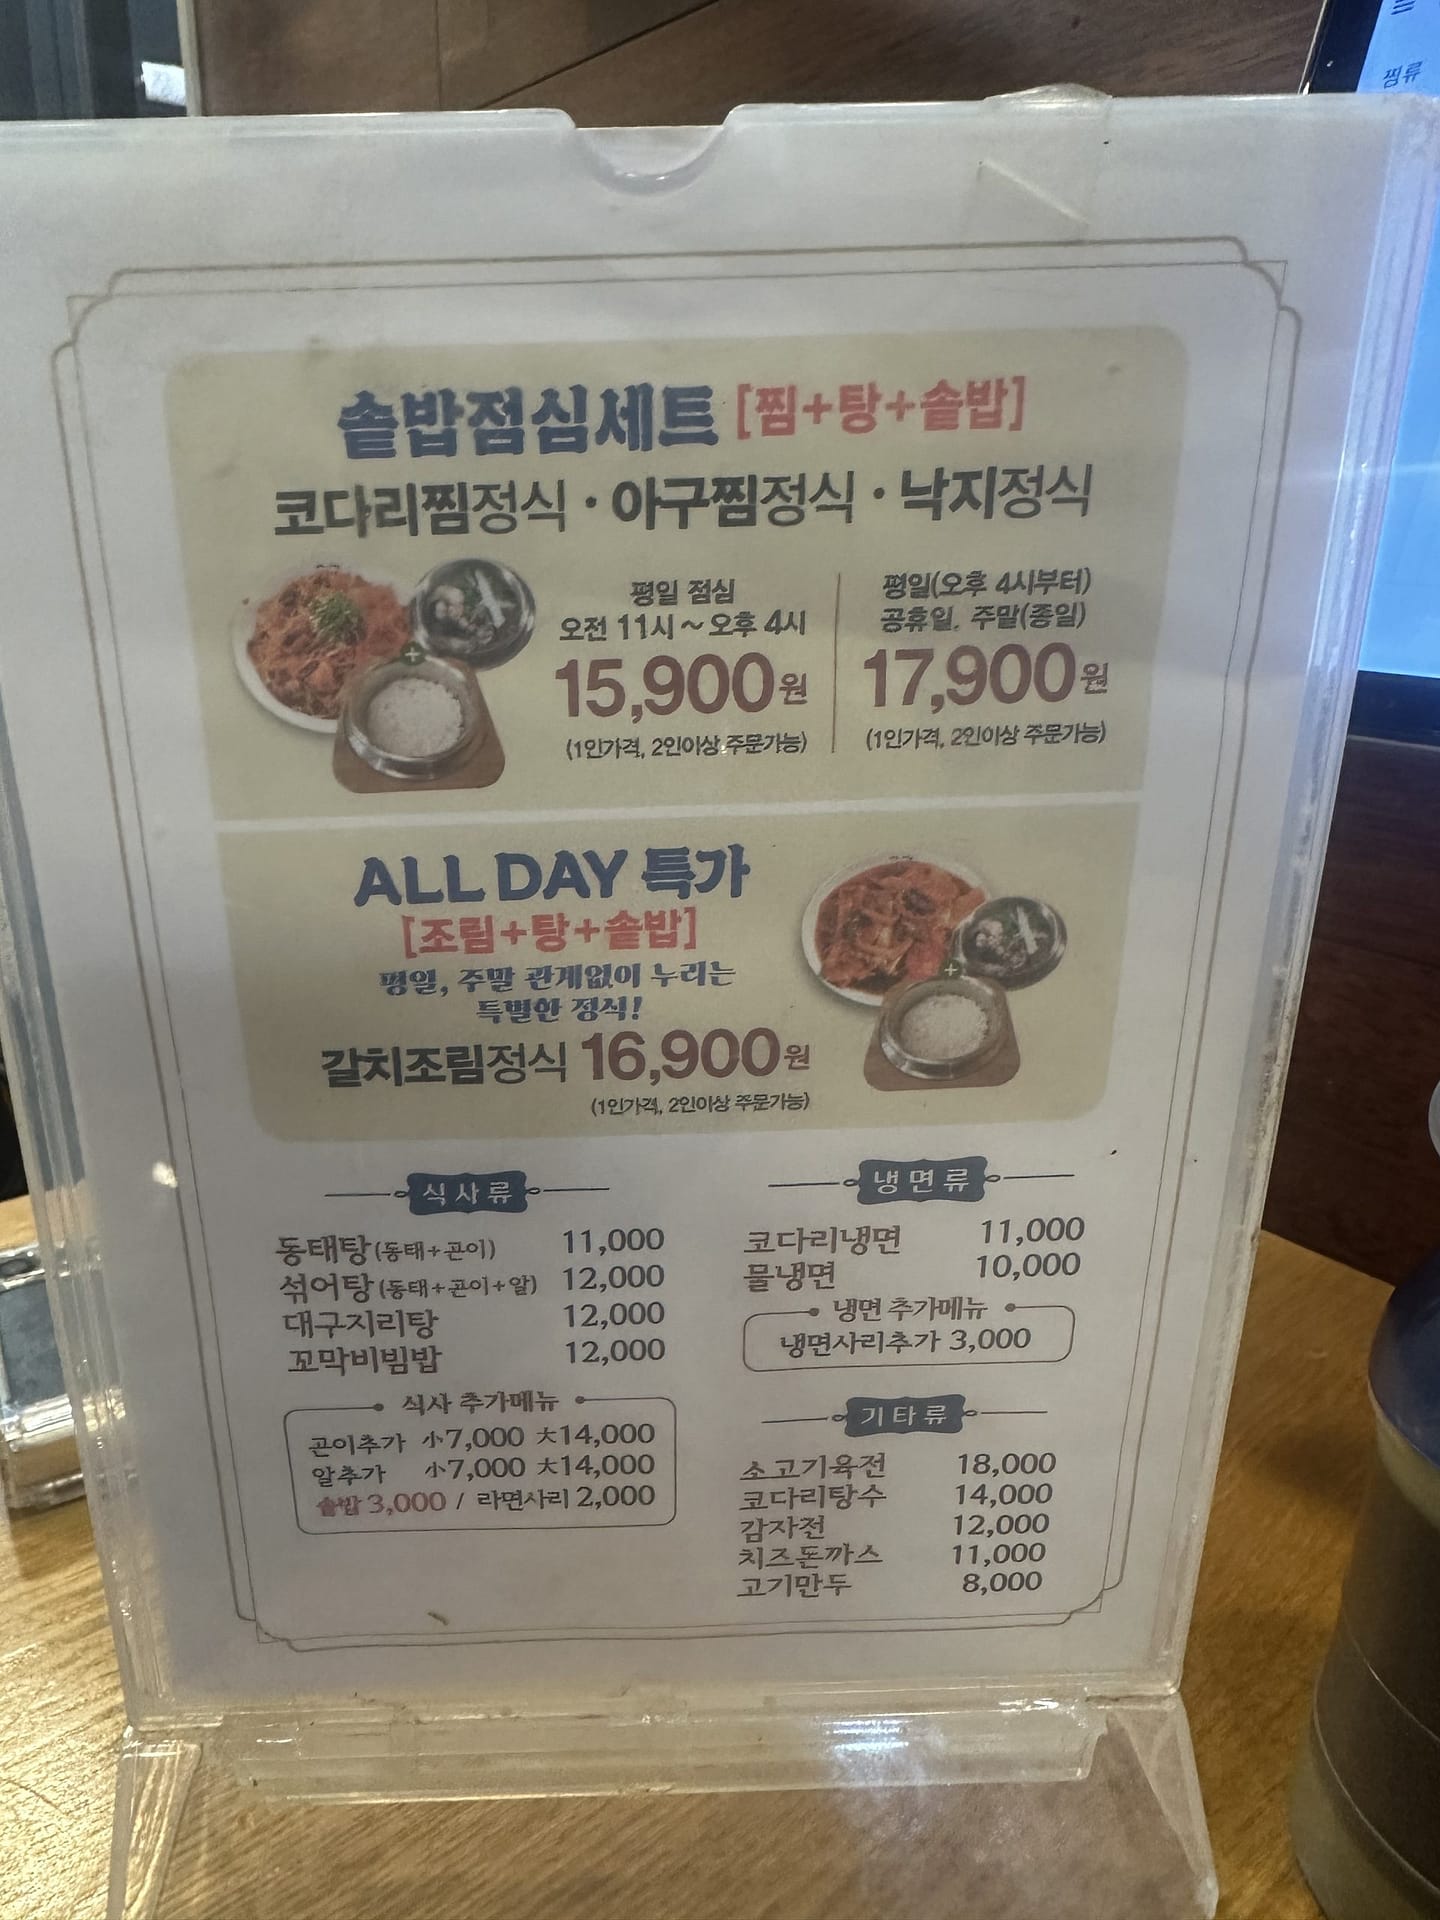 찜류
솥밥점심세트 [찜+탕+솥밥]
코다리찜정식 · 아구찜정식 · 낙지정식
평일 점심
오전 11시 ~ 오후 4시
15,900원
(1인가격, 2인이상 주문가능)
평일(오후 4시부터)
공휴일, 주말(종일)
17,900원
(1인가격, 2인이상 주문가능)
ALL DAY 특가
[조림+탕+솥밥]
평일, 주말 관계없이 누리는
특별한 정식!
갈치조림정식 16,900원
(1인가격, 2인이상 주문가능)
식사류
동태탕(동태+곤이) 11,000
섞어탕(동태+곤이+알) 12,000
대구지리탕 12,000
꼬막비빔밥 12,000
식사 추가메뉴
곤이추가 小7,000 大14,000
알추가 小7,000 大14,000
솥밥 3,000 / 라면사리 2,000
냉면류
코다리냉면 11,000
물냉면 10,000
냉면 추가메뉴
냉면사리추가 3,000
기타류
소고기육전 18,000
코다리탕수 14,000
감자전 12,000
치즈돈까스 11,000
고기만두 8,000